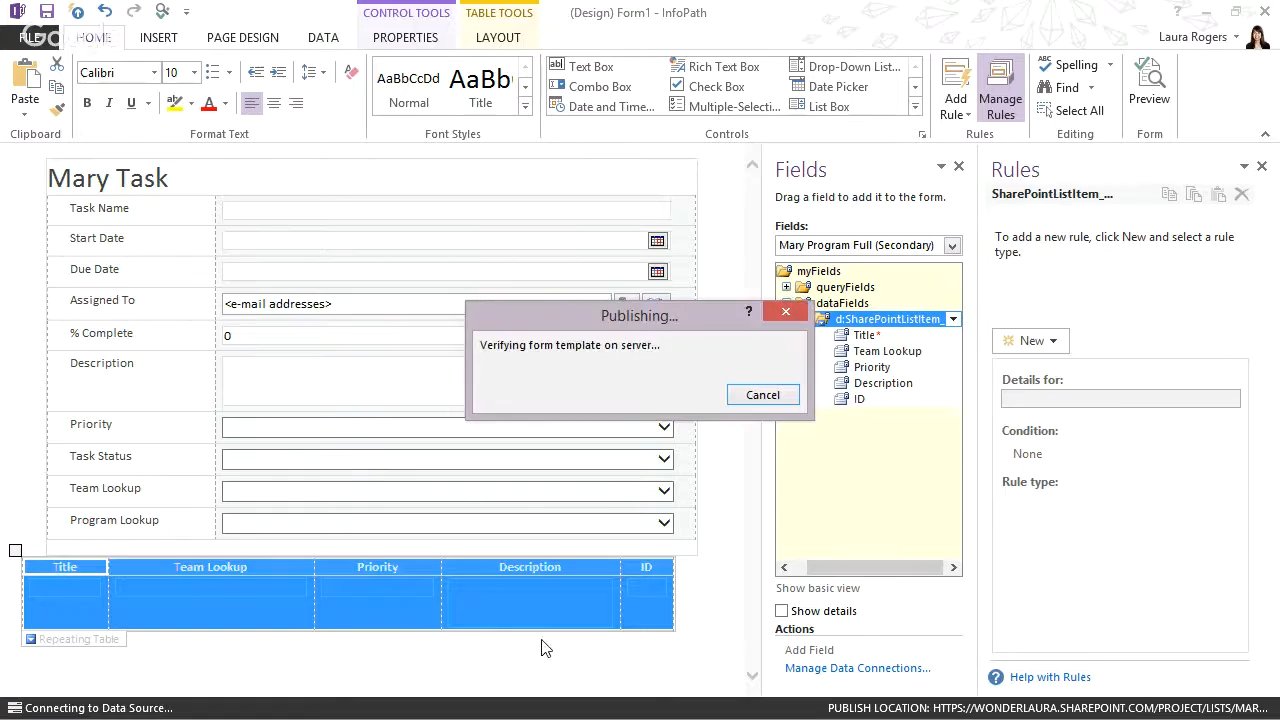 (Design) Form1 - InfoPath
CONTROL TOOLS
TABLE TOOLS
FILE
HOME
INSERT
PAGE DESIGN
DATA
PROPERTIES
LAYOUT
Laura Rogers
Paste
Clipboard
Calibri
10
B I U
Format Text
AaBbCcDd
Normal
AaBb
Title
Font Styles
Text Box
Rich Text Box
Drop-Down List...
Combo Box
Check Box
Date Picker
Date and Time...
Multiple-Selecti...
List Box
Controls
Add Rule
Manage Rules
Rules
Spelling
Find
Select All
Editing
Preview
Form
Mary Task
Task Name
Start Date
Due Date
Assigned To
<e-mail addresses>
% Complete
0
Description
Priority
Task Status
Team Lookup
Program Lookup
Title Team Lookup Priority Description ID
Repeating Table
Publishing...
?
Verifying form template on server...
Cancel
Fields
Drag a field to add it to the form.
Fields:
Mary Program Full (Secondary)
myFields
queryFields
dataFields
d:SharePointListItem_
Title*
Team Lookup
Priority
Description
ID
Show basic view
Show details
Actions
Add Field
Manage Data Connections...
Rules
SharePointListItem_...
To add a new rule, click New and select a rule
type.
New
Details for:
Condition:
None
Rule type:
Help with Rules
Connecting to Data Source...
PUBLISH LOCATION: HTTPS://WONDERLAURA.SHAREPOINT.COM/PROJECT/LISTS/MAR...